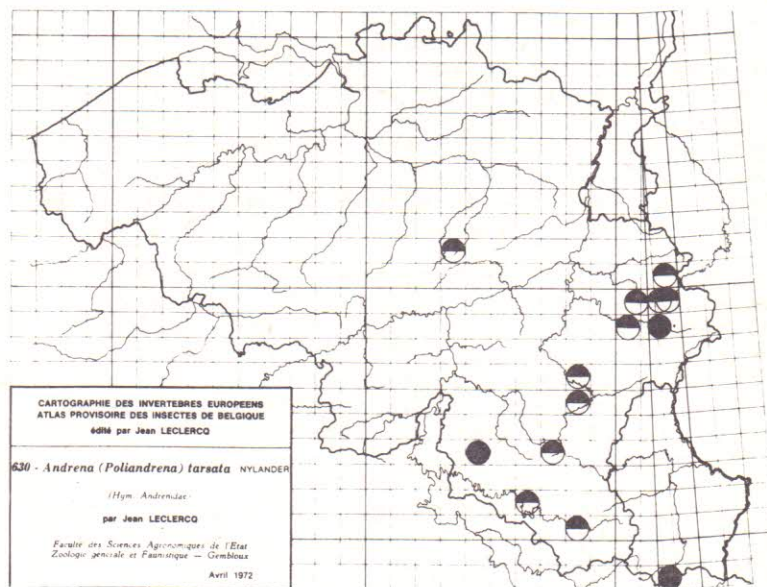 CARTOGRAPHIE DES INVERTEBRES EUROPEENS
ATLAS PROVISOIRE DES INSECTES DE BELGIQUE
édité par Jean LECLERCQ
630 - Andrena (Poliandrena) tarsata NYLANDER
(Hym. Andrenidae
par Jean LECLERCQ
Faculté des Sciences Agronomiques de l'Etat
Zoologie générale et Faunistique — Gembloux
Avril 1972